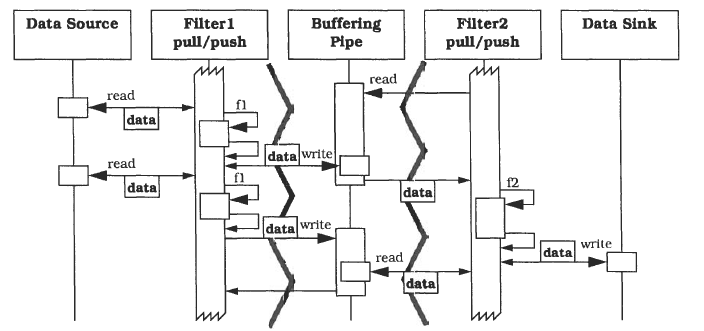 Data Source
Filter1
pull/push
Buffering
Pipe
Filter2
pull/push
Data Sink
read
read
data
f1
data write
read
data
f1
data
f2
data write
data write
read
data